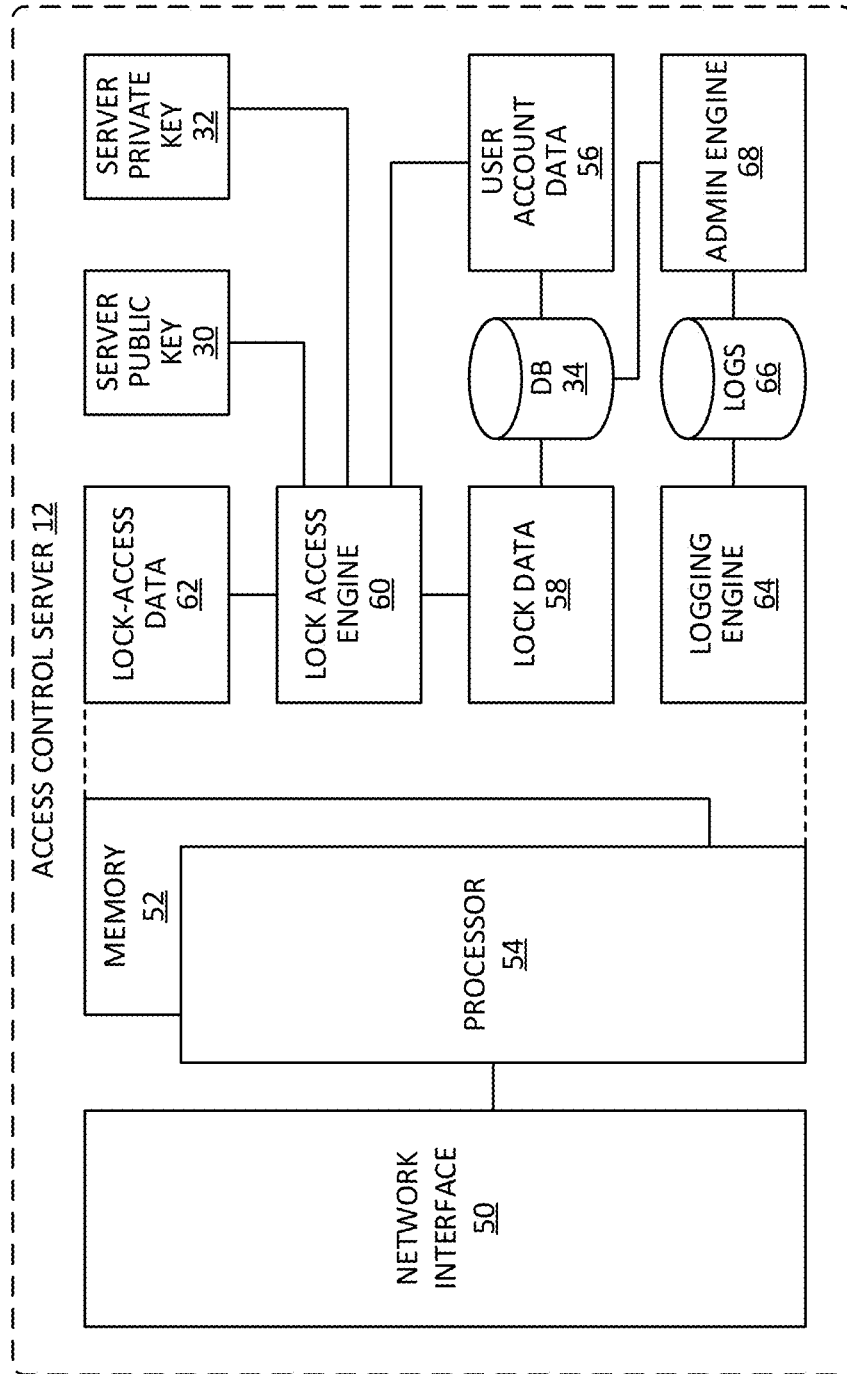 ACCESS CONTROL SERVER 12
NETWORK
INTERFACE
50
MEMORY
52
PROCESSOR
54
LOCK-ACCESS
DATA
62
SERVER
PUBLIC
KEY
30
SERVER
PRIVATE
KEY
32
LOCK ACCESS
ENGINE
60
LOCK DATA
58
DB
34
USER
ACCOUNT
DATA
56
LOGGING
ENGINE
64
LOGS
66
ADMIN ENGINE
68